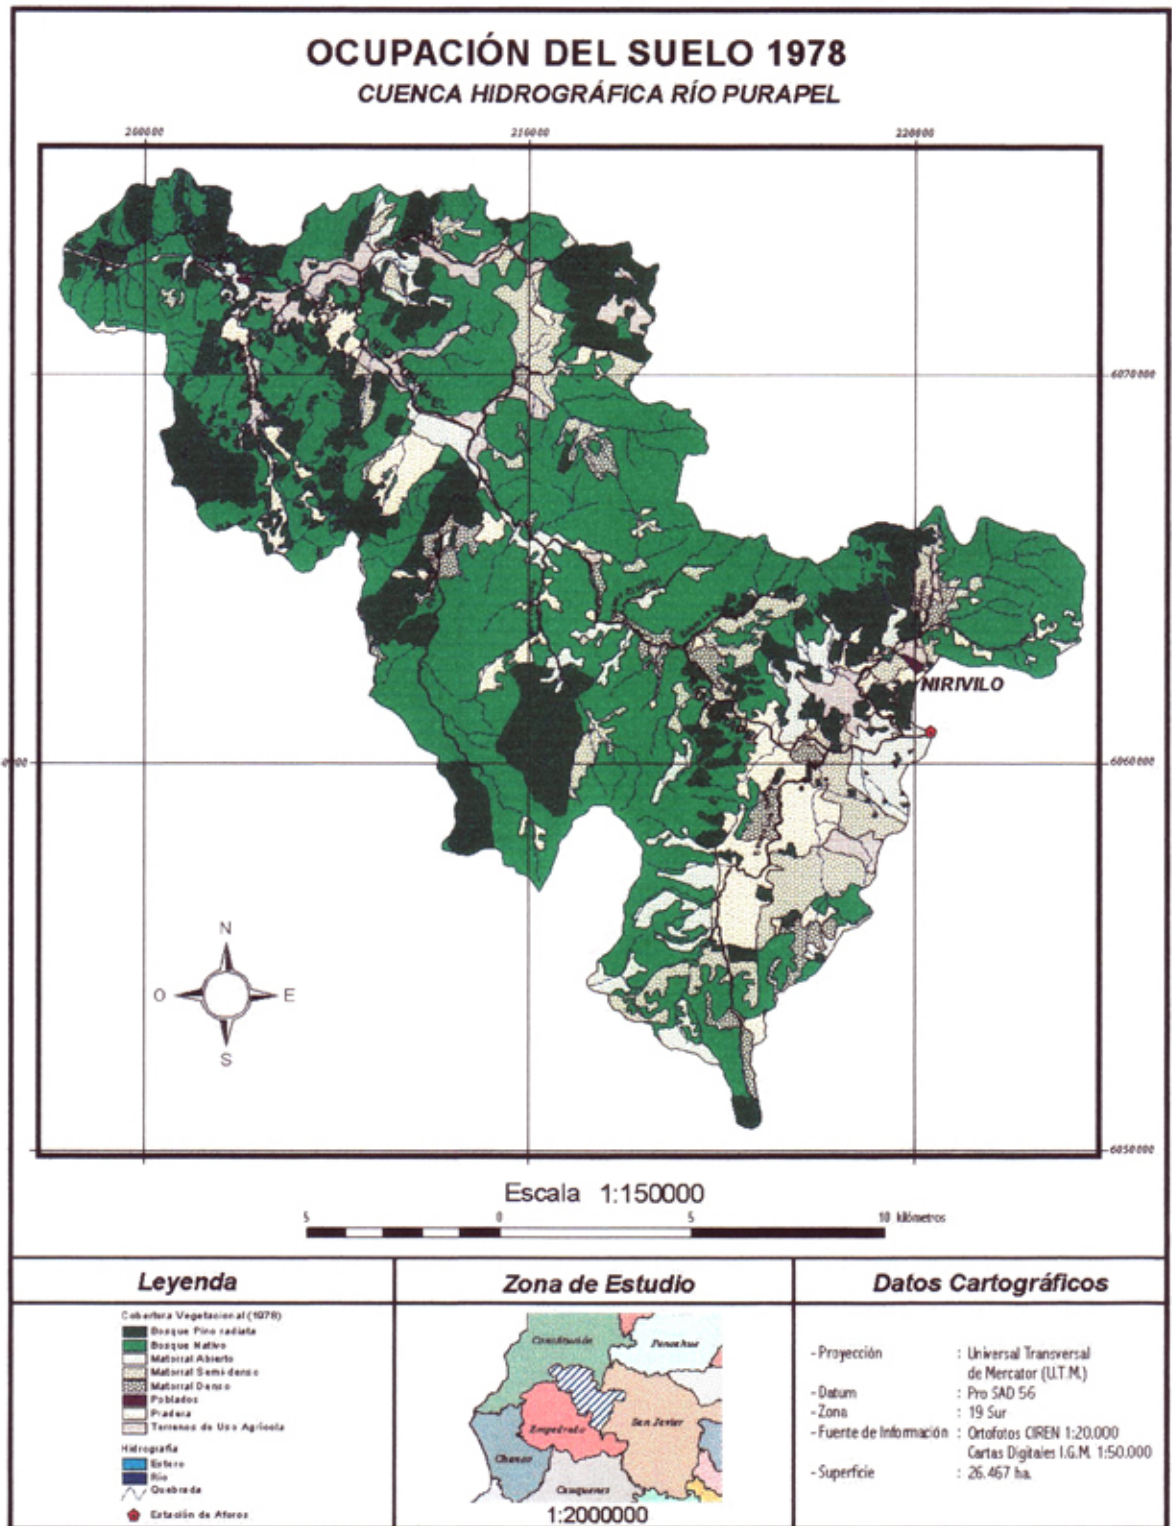 OCUPACIÓN DEL SUELO 1978
CUENCA HIDROGRÁFICA RÍO PURAPEL
200000
210000
220000
6070000
NIRIVILO
6060000
6050000
N
O
E
S
Escala 1:150000
5
0
5
10 kilómetros
Leyenda
Cobertura Vegetacional (1978)
Bosque Pino radiata
Bosque Nativo
Matorral Abierto
Matorral Semi-denso
Matorral Denso
Poblados
Pradera
Terrenos de Uso Agrícola
Hidrografía
Estero
Río
Quebrada
Estación de Aforos
Zona de Estudio
Constitución
Pencahue
Empedrado
San Javier
Chanco
Cauquenes
1:2000000
Datos Cartográficos
- Proyección : Universal Transversal
de Mercator (U.T.M.)
- Datum : Pro SAD 56
- Zona : 19 Sur
- Fuente de Información : Ortofotos CIREN 1:20.000
Cartas Digitales I.G.M. 1:50.000
- Superficie : 26.467 ha.